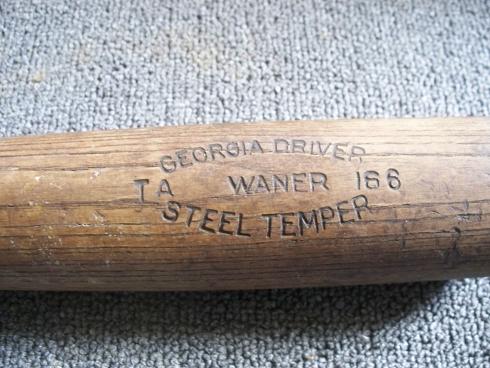 GEORGIA DRIVER
TA WANER 166
STEEL TEMPER